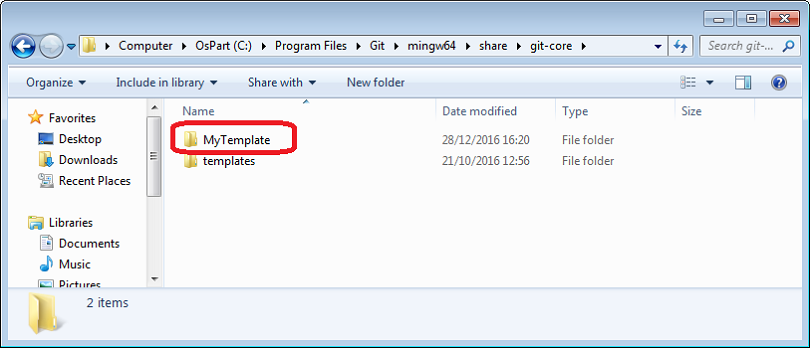 Computer OsPart (C:) Program Files Git mingw64 share git-core Search git-...
Organize Include in library Share with New folder
Favorites
Desktop
Downloads
Recent Places
Libraries
Documents
Music
Pictures
Name Date modified Type Size
MyTemplate 28/12/2016 16:20 File folder
templates 21/10/2016 12:56 File folder
2 items